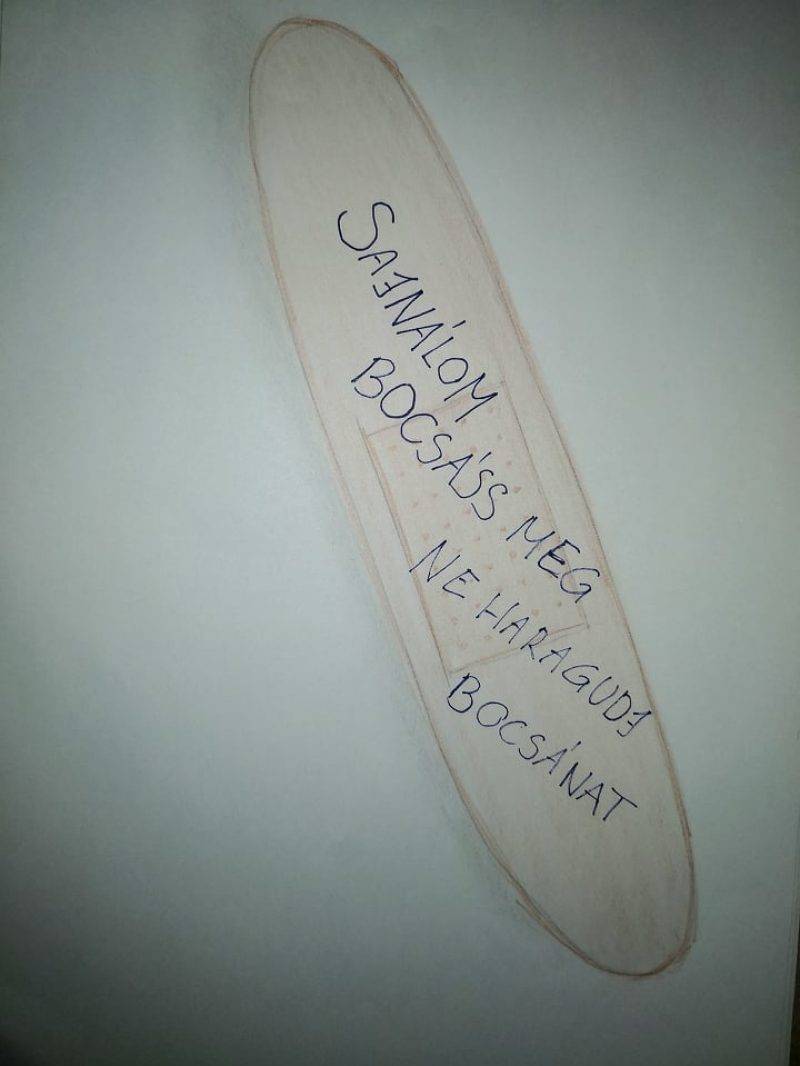 SAJNÁLOM
BOCSÁSS MEG
NE HARAGUDJ
BOCSÁNAT